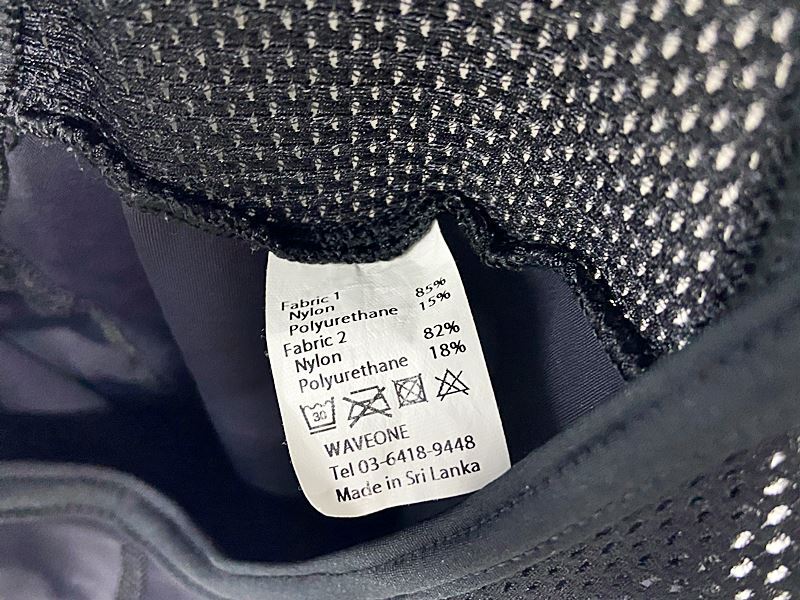 Fabric 1
Nylon 85%
Polyurethane 15%
Fabric 2
Nylon 82%
Polyurethane 18%
30
WAVEONE
Tel 03-6418-9448
Made in Sri Lanka